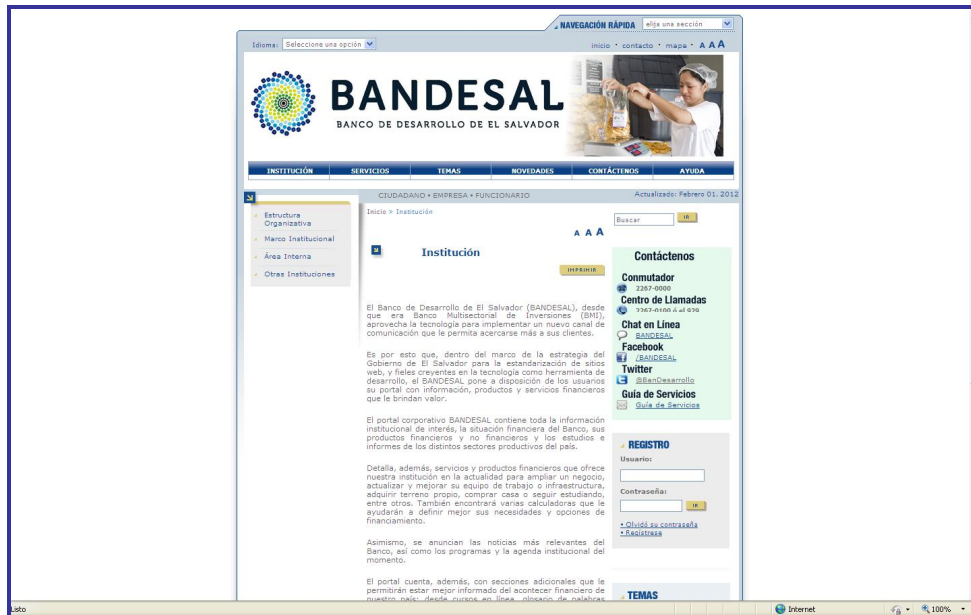 NAVEGACIÓN RÁPIDA elija una sección
Idioma: Seleccione una opción
inicio • contacto • mapa • A A A
BANDESAL
BANCO DE DESARROLLO DE EL SALVADOR
INSTITUCIÓN SERVICIOS TEMAS NOVEDADES CONTÁCTENOS AYUDA
CIUDADANO • EMPRESA • FUNCIONARIO
Actualizado: Febrero 01, 2012
Estructura
Organizativa
Marco Institucional
Área Interna
Otras Instituciones
Inicio > Institución
A A A
Institución
IMPRIMIR
El Banco de Desarrollo de El Salvador (BANDESAL), desde
que era Banco Multisectorial de Inversiones (BMI),
aprovecha la tecnología para implementar un nuevo canal de
comunicación que le permita acercarse más a sus clientes.
Es por esto que, dentro del marco de la estrategia del
Gobierno de El Salvador para la estandarización de sitios
web, y fieles creyentes en la tecnología como herramienta de
desarrollo, el BANDESAL pone a disposición de los usuarios
su portal con información, productos y servicios financieros
que le brindan valor.
El portal corporativo BANDESAL contiene toda la información
institucional de interés, la situación financiera del Banco, sus
productos financieros y no financieros y los estudios e
informes de los distintos sectores productivos del país.
Detalla, además, servicios y productos financieros que ofrece
nuestra institución en la actualidad para ampliar un negocio,
actualizar y mejorar su equipo de trabajo o infraestructura,
adquirir terreno propio, comprar casa o seguir estudiando,
entre otros. También encontrará varias calculadoras que le
ayudarán a definir mejor sus necesidades y opciones de
financiamiento.
Asimismo, se anuncian las noticias más relevantes del
Banco, así como los programas y la agenda institucional del
momento.
El portal cuenta, además, con secciones adicionales que le
permitirán estar mejor informado del acontecer financiero de
nuestro país: desde cursos en línea, glosario de palabras
Buscar IR
Contáctenos
Conmutador
2267-0000
Centro de Llamadas
2267-0100 ó al 929
Chat en Línea
BANDESAL
Facebook
/BANDESAL
Twitter
@BanDesarrollo
Guía de Servicios
Guía de Servicios
REGISTRO
Usuario:
Contraseña:
IR
• Olvidó su contraseña
• Regístrese
TEMAS
Listo
Internet
100%